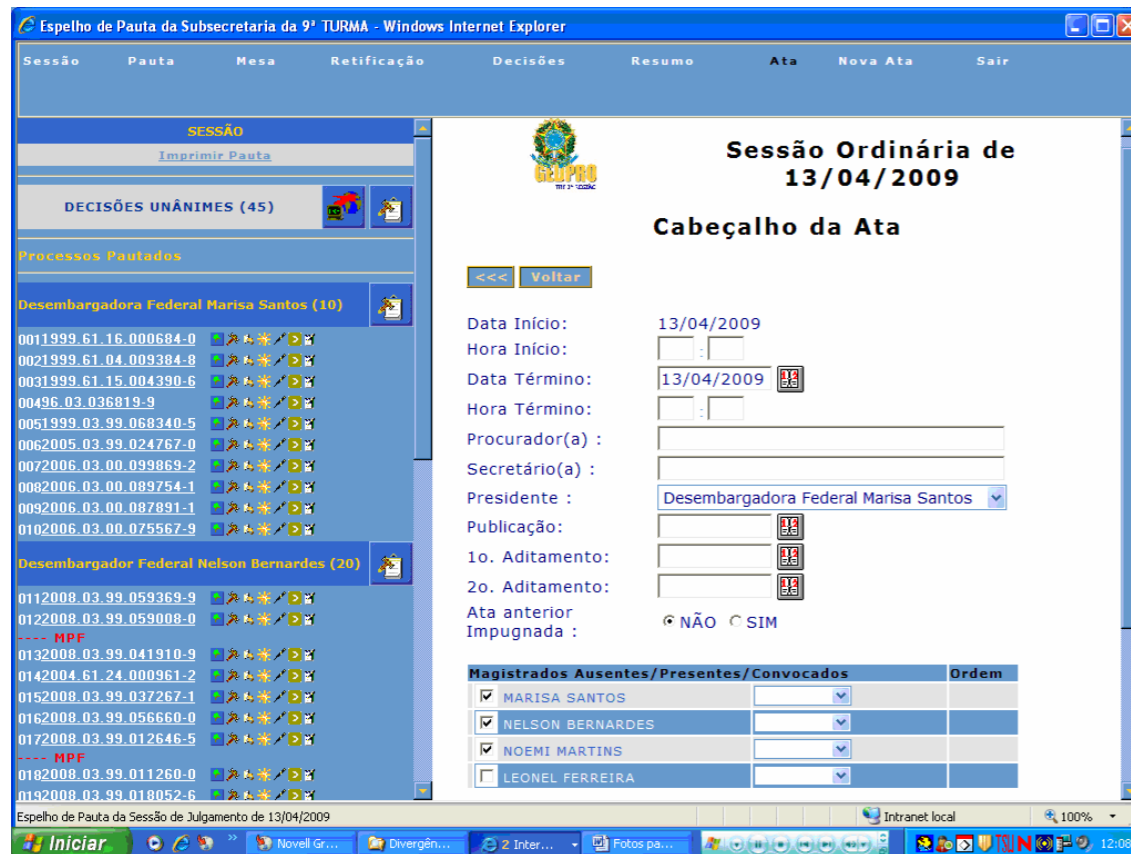 Espelho de Pauta da Subsecretaria da 9ª TURMA - Windows Internet Explorer
Sessão Pauta Mesa Retificação Decisões Resumo Ata Nova Ata Sair
SESSÃO
Imprimir Pauta
DECISÕES UNÂNIMES (45)
Processos Pautados
Desembargadora Federal Marisa Santos (10)
0011999.61.16.000684-0
0021999.61.04.009384-8
0031999.61.15.004390-6
00496.03.036819-9
0051999.03.99.068340-5
0062005.03.99.024767-0
0072006.03.00.099869-2
0082006.03.00.089754-1
0092006.03.00.087891-1
0102006.03.00.075567-9
Desembargador Federal Nelson Bernardes (20)
0112008.03.99.059369-9
0122008.03.99.059008-0
---- MPF
0132008.03.99.041910-9
0142004.61.24.000961-2
0152008.03.99.037267-1
0162008.03.99.056660-0
0172008.03.99.012646-5
---- MPF
0182008.03.99.011260-0
0192008.03.99.018052-6
GEDPRO
Sessão Ordinária de
13/04/2009
Cabeçalho da Ata
<<< Voltar
Data Início: 13/04/2009
Hora Início: :
Data Término: 13/04/2009
Hora Término: :
Procurador(a) :
Secretário(a) :
Presidente : Desembargadora Federal Marisa Santos
Publicação:
1o. Aditamento:
2o. Aditamento:
Ata anterior
Impugnada : NÃO SIM
Magistrados Ausentes/Presentes/Convocados Ordem
MARISA SANTOS
NELSON BERNARDES
NOEMI MARTINS
LEONEL FERREIRA
Espelho de Pauta da Sessão de Julgamento de 13/04/2009 Intranet local 100%
Iniciar Novell Gr... Divergên... 2 Inter... Fotos pa... 12:08